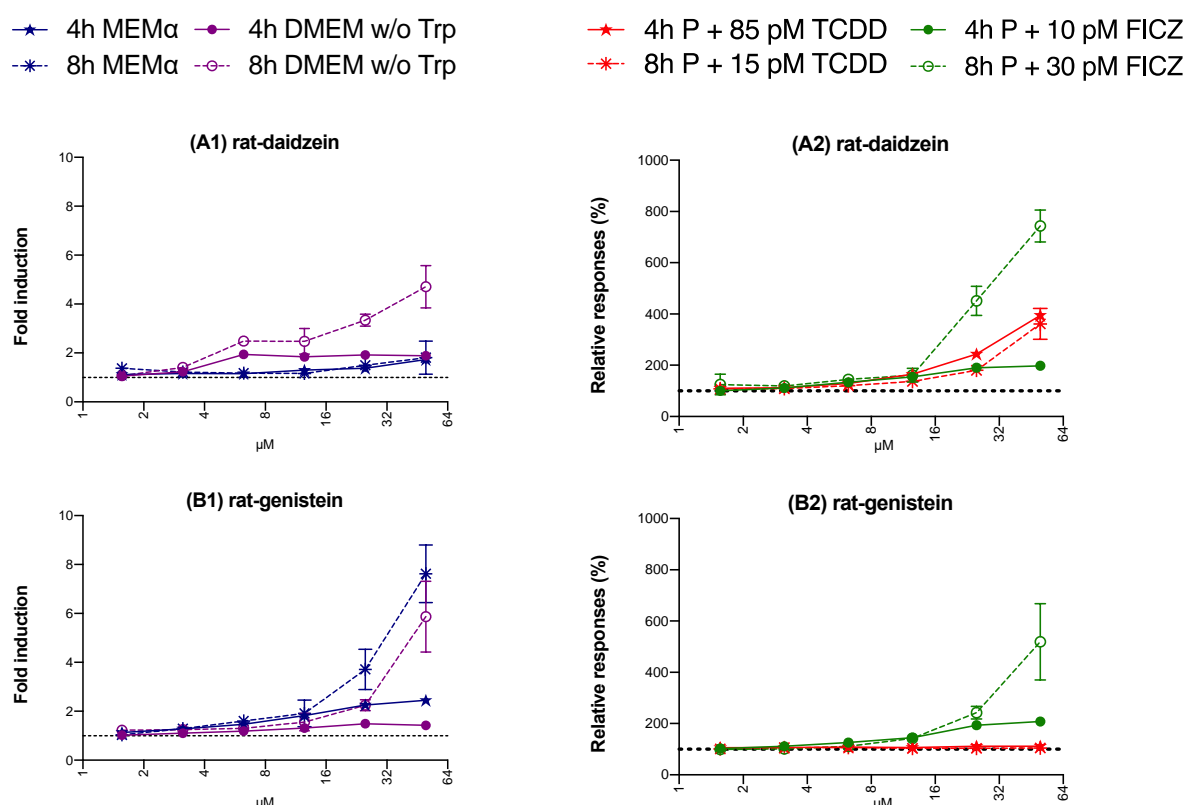 4h MEMα 4h DMEM w/o Trp 4h P + 85 pM TCDD 4h P + 10 pM FICZ
8h MEMα 8h DMEM w/o Trp 8h P + 15 pM TCDD 8h P + 30 pM FICZ
(A1) rat-daidzein
Fold induction
10
8
6
4
2
0
1 2 4 8 16 32 64
µM
(A2) rat-daidzein
Relative responses (%)
1000
800
600
400
200
0
1 2 4 8 16 32 64
µM
(B1) rat-genistein
Fold induction
10
8
6
4
2
0
1 2 4 8 16 32 64
µM
(B2) rat-genistein
Relative responses (%)
1000
800
600
400
200
0
1 2 4 8 16 32 64
µM